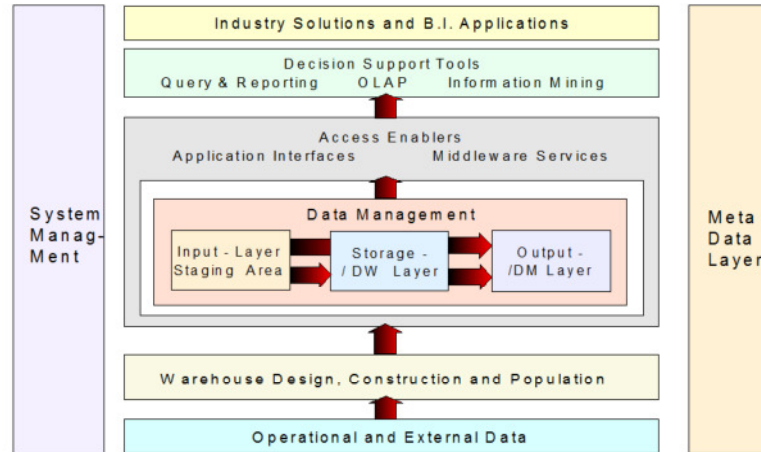 Industry Solutions and B.I. Applications
Decision Support Tools
Query & Reporting OLAP Information Mining
Access Enablers
Application Interfaces Middleware Services
System
Manag-
Ment
Data Management
Input - Layer
Staging Area
Storage -
/ DW Layer
Output -
/DM Layer
Meta
Data
Layer
Warehouse Design, Construction and Population
Operational and External Data